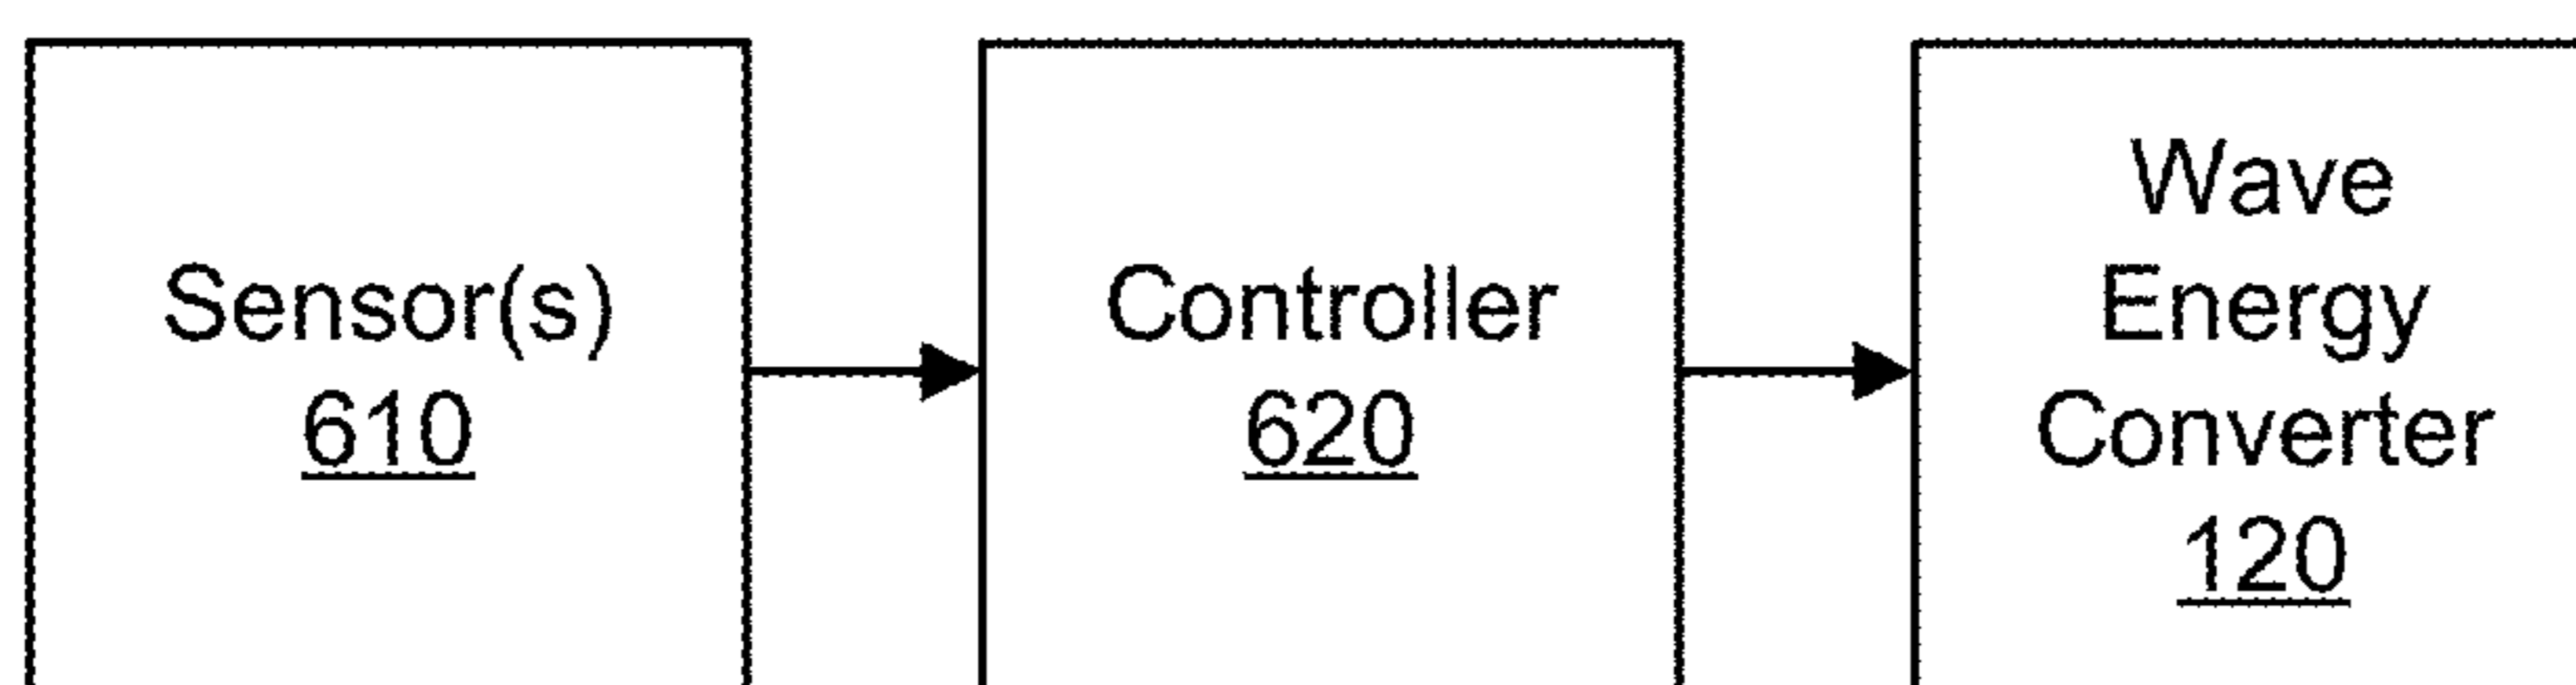 Sensor(s)
610
Controller
620
Wave
Energy
Converter
120